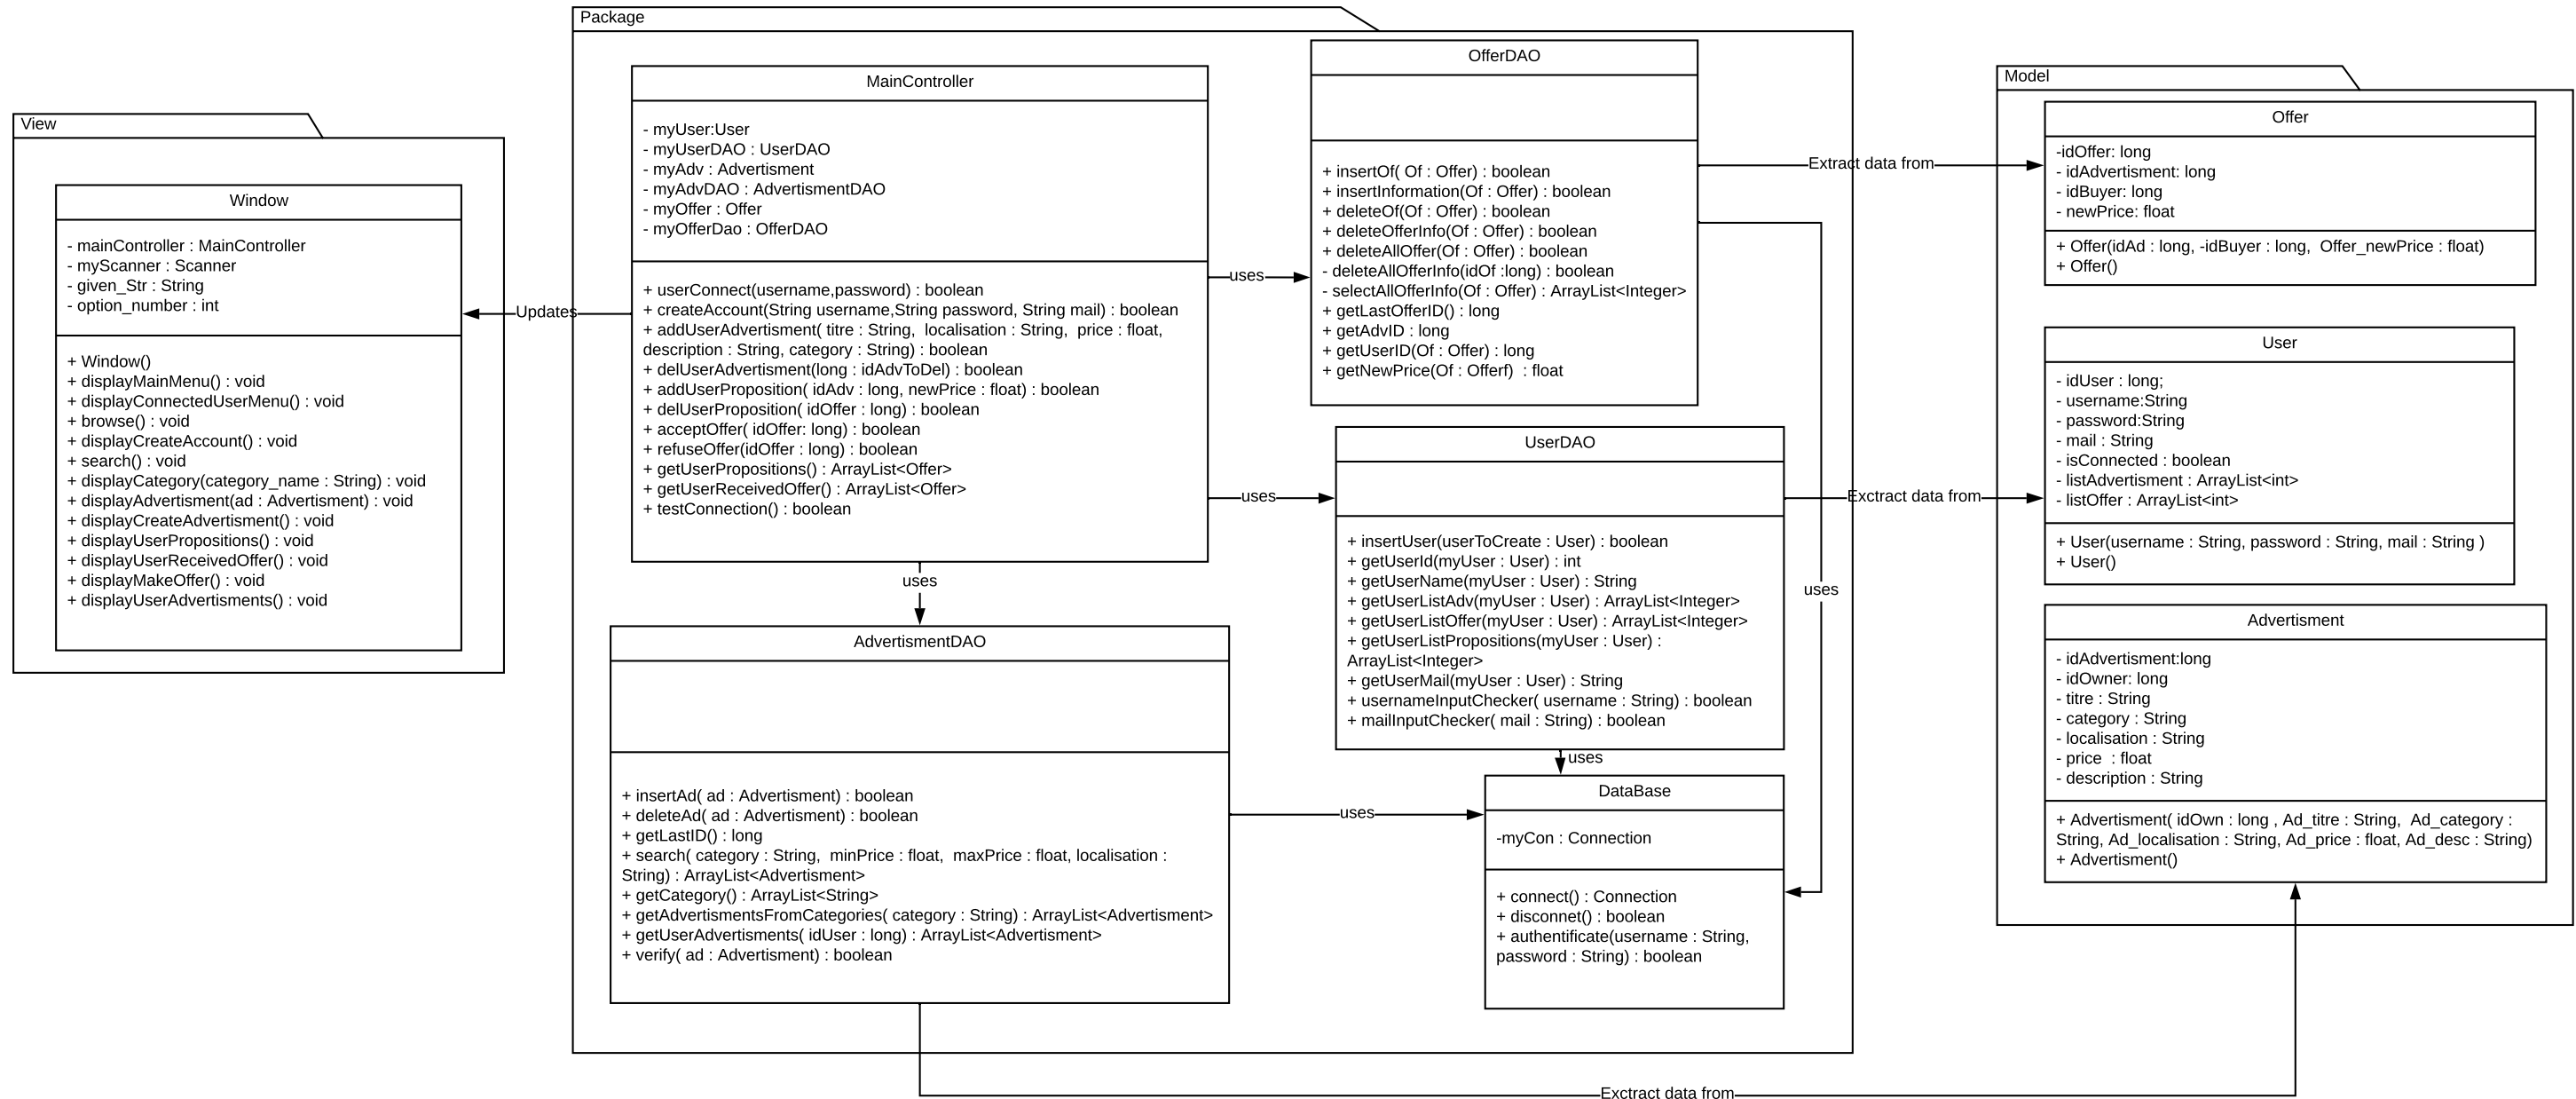 View
Window
- mainController : MainController
- myScanner : Scanner
- given_Str : String
- option_number : int
+ Window()
+ displayMainMenu() : void
+ displayConnectedUserMenu() : void
+ browse() : void
+ displayCreateAccount() : void
+ search() : void
+ displayCategory(category_name : String) : void
+ displayAdvertisment(ad : Advertisment) : void
+ displayCreateAdvertisment() : void
+ displayUserPropositions() : void
+ displayUserReceivedOffer() : void
+ displayMakeOffer() : void
+ displayUserAdvertisments() : void
Updates
Package
MainController
- myUser:User
- myUserDAO : UserDAO
- myAdv : Advertisment
- myAdvDAO : AdvertismentDAO
- myOffer : Offer
- myOfferDao : OfferDAO
+ userConnect(username,password) : boolean
+ createAccount(String username,String password, String mail) : boolean
+ addUserAdvertisment( titre : String,  localisation : String,  price : float,
description : String, category : String) : boolean
+ delUserAdvertisment(long : idAdvToDel) : boolean
+ addUserProposition( idAdv : long, newPrice : float) : boolean
+ delUserProposition( idOffer : long) : boolean
+ acceptOffer( idOffer: long) : boolean
+ refuseOffer(idOffer : long) : boolean
+ getUserPropositions() : ArrayList<Offer>
+ getUserReceivedOffer() : ArrayList<Offer>
+ testConnection() : boolean
uses
uses
uses
AdvertismentDAO
+ insertAd( ad : Advertisment) : boolean
+ deleteAd( ad : Advertisment) : boolean
+ getLastID() : long
+ search( category : String,  minPrice : float,  maxPrice : float, localisation :
String) : ArrayList<Advertisment>
+ getCategory() : ArrayList<String>
+ getAdvertismentsFromCategories( category : String) : ArrayList<Advertisment>
+ getUserAdvertisments( idUser : long) : ArrayList<Advertisment>
+ verify( ad : Advertisment) : boolean
uses
OfferDAO
+ insertOf( Of : Offer) : boolean
+ insertInformation(Of : Offer) : boolean
+ deleteOf(Of : Offer) : boolean
+ deleteOfferInfo(Of : Offer) : boolean
+ deleteAllOffer(Of : Offer) : boolean
- deleteAllOfferInfo(idOf :long) : boolean
- selectAllOfferInfo(Of : Offer) : ArrayList<Integer>
+ getLastOfferID() : long
+ getAdvID : long
+ getUserID(Of : Offer) : long
+ getNewPrice(Of : Offerf)  : float
UserDAO
+ insertUser(userToCreate : User) : boolean
+ getUserId(myUser : User) : int
+ getUserName(myUser : User) : String
+ getUserListAdv(myUser : User) : ArrayList<Integer>
+ getUserListOffer(myUser : User) : ArrayList<Integer>
+ getUserListPropositions(myUser : User) :
ArrayList<Integer>
+ getUserMail(myUser : User) : String
+ usernameInputChecker( username : String) : boolean
+ mailInputChecker( mail : String) : boolean
uses
uses
DataBase
-myCon : Connection
+ connect() : Connection
+ disconnet() : boolean
+ authentificate(username : String,
password : String) : boolean
Extract data from
Exctract data from
Exctract data from
Model
Offer
-idOffer: long
- idAdvertisment: long
- idBuyer: long
- newPrice: float
+ Offer(idAd : long, -idBuyer : long,  Offer_newPrice : float)
+ Offer()
User
- idUser : long;
- username:String
- password:String
- mail : String
- isConnected : boolean
- listAdvertisment : ArrayList<int>
- listOffer : ArrayList<int>
+ User(username : String, password : String, mail : String )
+ User()
Advertisment
- idAdvertisment:long
- idOwner: long
- titre : String
- category : String
- localisation : String
- price  : float
- description : String
+ Advertisment( idOwn : long , Ad_titre : String,  Ad_category :
String, Ad_localisation : String, Ad_price : float, Ad_desc : String)
+ Advertisment()